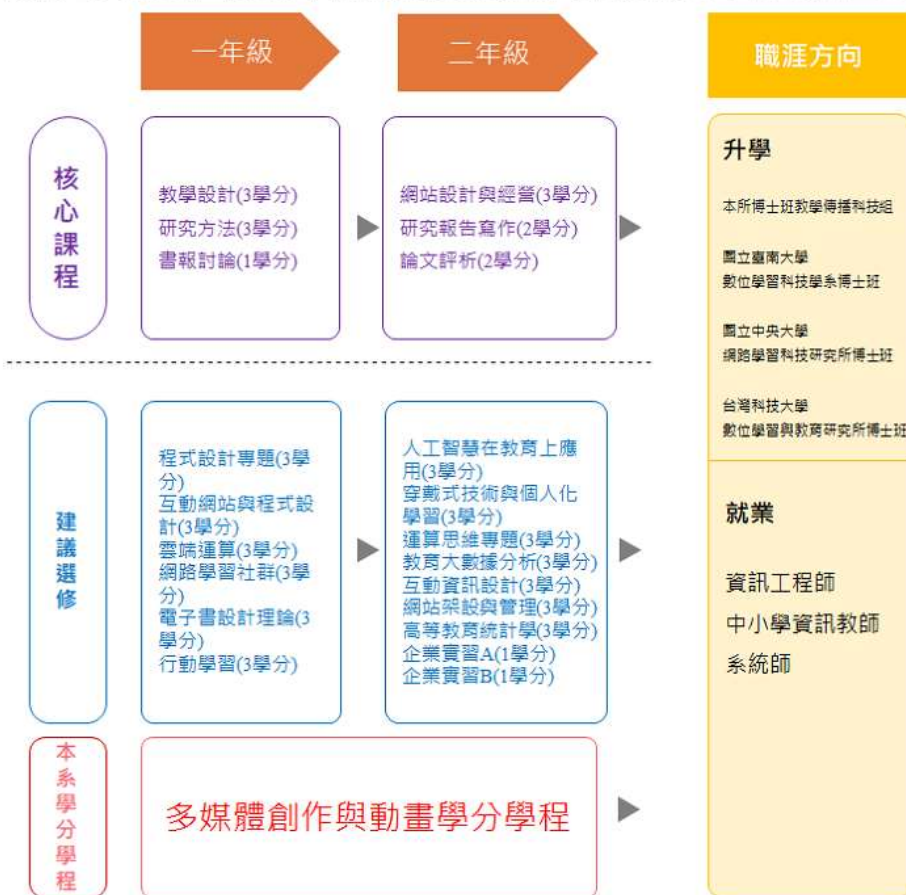 一年級
二年級
職涯方向
核
心
課
程
教學設計(3學分)
研究方法(3學分)
書報討論(1學分)
網站設計與經營(3學分)
研究報告寫作(2學分)
論文評析(2學分)
升學
本所博士班教學傳播科技組
國立臺南大學
數位學習科技學系博士班
國立中央大學
網路學習科技研究所博士班
台灣科技大學
數位學習與教育研究所博士班
建
議
選
修
程式設計專題(3學
分)
互動網站與程式設
計(3學分)
雲端運算(3學分)
網路學習社群(3學
分)
電子書設計理論(3
學分)
行動學習(3學分)
人工智慧在教育上應
用(3學分)
穿戴式技術與個人化
學習(3學分)
運算思維專題(3學分)
教育大數據分析(3學分)
互動資訊設計(3學分)
網站架設與管理(3學分)
高等教育統計學(3學分)
企業實習A(1學分)
企業實習B(1學分)
就業
資訊工程師
中小學資訊教師
系統師
本
系
學
分
學
程
多媒體創作與動畫學分學程